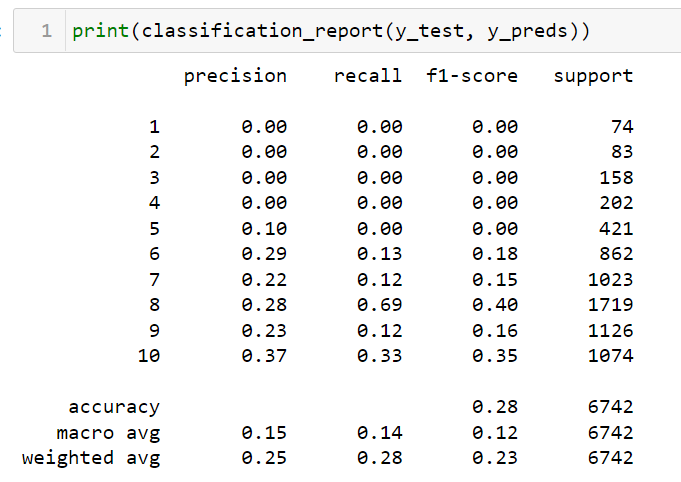 1 print(classification_report(y_test, y_preds))
precision recall f1-score support
1 0.00 0.00 0.00 74
2 0.00 0.00 0.00 83
3 0.00 0.00 0.00 158
4 0.00 0.00 0.00 202
5 0.10 0.00 0.00 421
6 0.29 0.13 0.18 862
7 0.22 0.12 0.15 1023
8 0.28 0.69 0.40 1719
9 0.23 0.12 0.16 1126
10 0.37 0.33 0.35 1074
accuracy 0.28 6742
macro avg 0.15 0.14 0.12 6742
weighted avg 0.25 0.28 0.23 6742